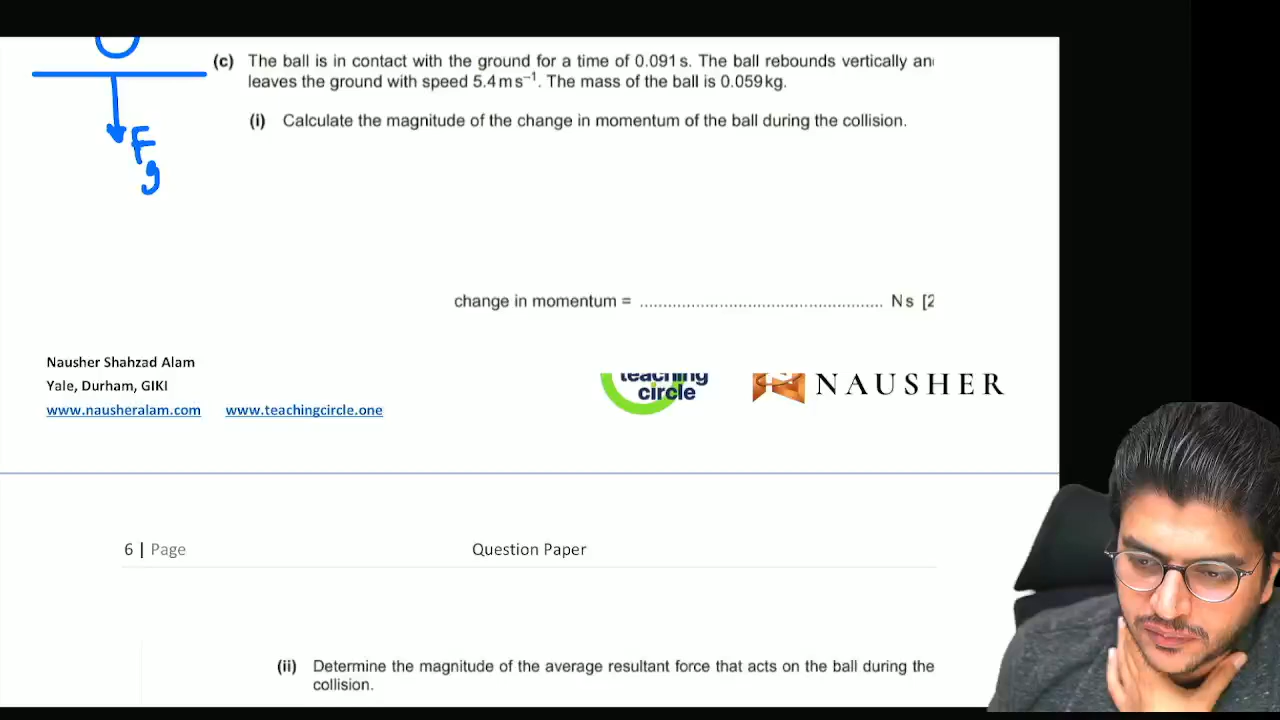 (c) The ball is in contact with the ground for a time of 0.091 s. The ball rebounds vertically an
leaves the ground with speed 5.4 m s⁻¹. The mass of the ball is 0.059 kg.
(i) Calculate the magnitude of the change in momentum of the ball during the collision.
Fg
change in momentum = .................................................... N s [2
Nausher Shahzad Alam
Yale, Durham, GIKI
www.nausheralam.com www.teachingcircle.one
teaching
circle
NAUSHER
6 | Page
Question Paper
(ii) Determine the magnitude of the average resultant force that acts on the ball during the
collision.